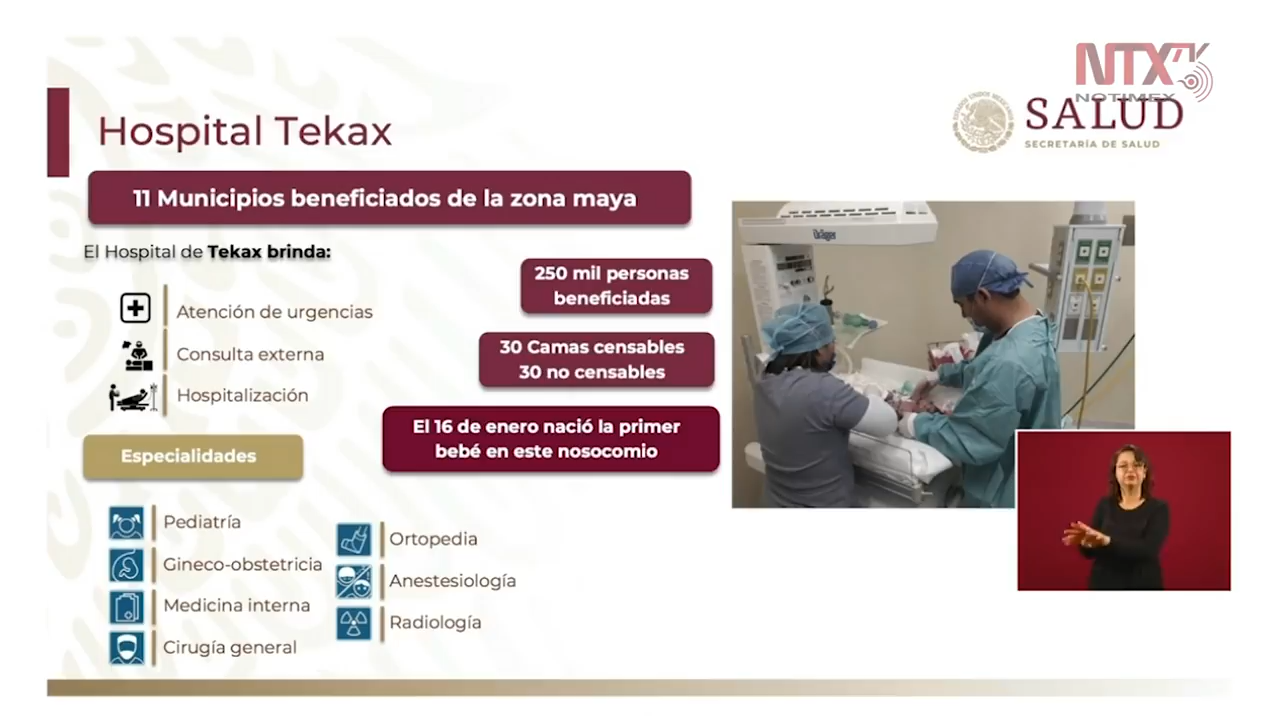 NTX
NOTIMEX
SALUD
SECRETARÍA DE SALUD
Hospital Tekax
11 Municipios beneficiados de la zona maya
El Hospital de Tekax brinda:
Atención de urgencias
Consulta externa
Hospitalización
250 mil personas
beneficiadas
30 Camas censables
30 no censables
El 16 de enero nació la primer
bebé en este nosocomio
Especialidades
Pediatría
Gineco-obstetricia
Medicina interna
Cirugía general
Ortopedia
Anestesiología
Radiología
Dräger